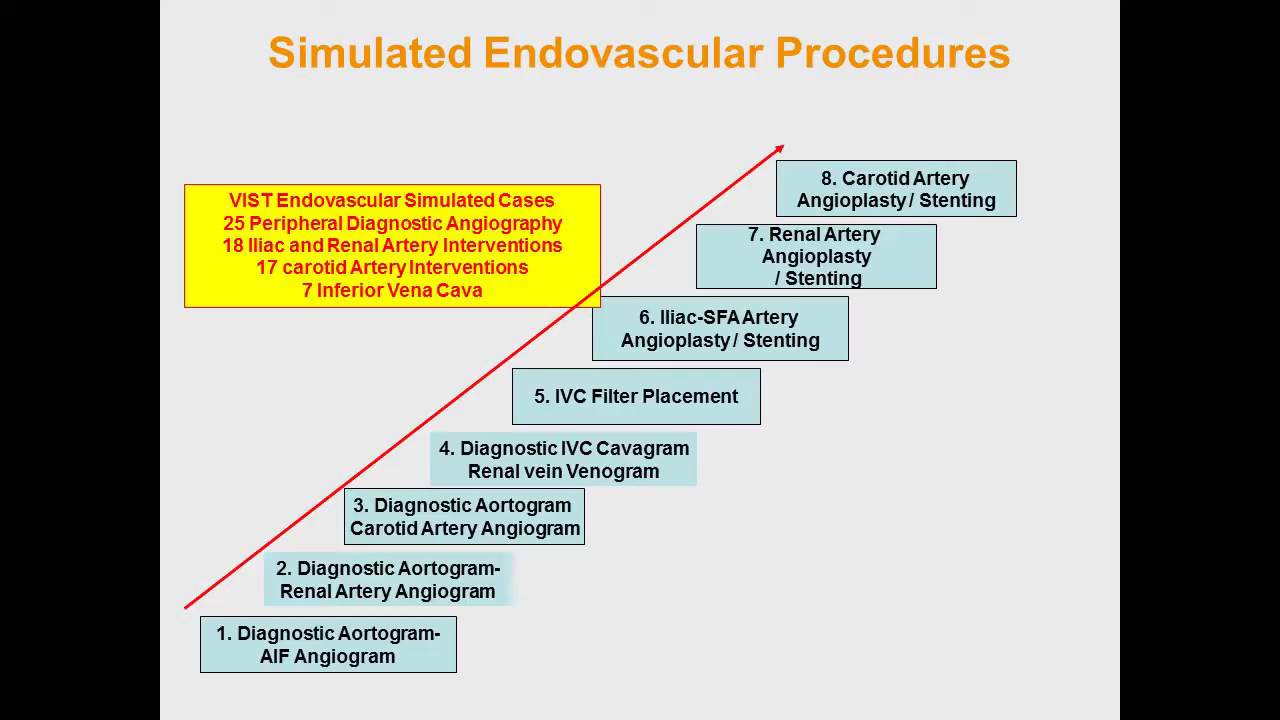 Simulated Endovascular Procedures
VIST Endovascular Simulated Cases
25 Peripheral Diagnostic Angiography
18 Iliac and Renal Artery Interventions
17 carotid Artery Interventions
7 Inferior Vena Cava
8. Carotid Artery
Angioplasty / Stenting
7. Renal Artery
Angioplasty
/ Stenting
6. Iliac-SFA Artery
Angioplasty / Stenting
5. IVC Filter Placement
4. Diagnostic IVC Cavagram
Renal vein Venogram
3. Diagnostic Aortogram
Carotid Artery Angiogram
2. Diagnostic Aortogram-
Renal Artery Angiogram
1. Diagnostic Aortogram-
AIF Angiogram